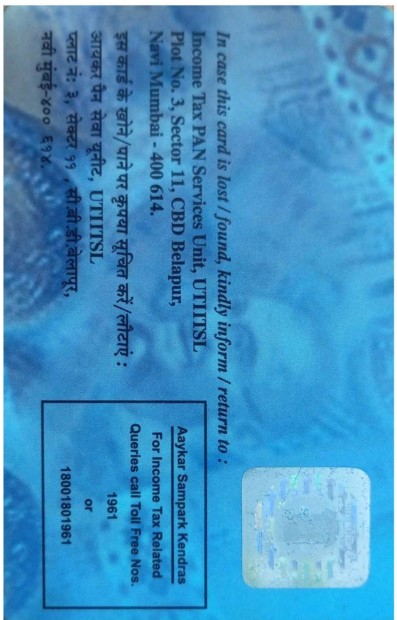 In case this card is lost / found, kindly inform / return to :
Income Tax PAN Services Unit, UTIITSL
Plot No. 3, Sector 11, CBD Belapur,
Navi Mumbai - 400 614.
इस कार्ड के खोने/पाने पर कृपया सूचित करें/लौटाएं :
आयकर पैन सेवा यूनीट, UTIITSL
प्लाट नं: ३, सेक्टर ११ , सी.बी.डी.बेलापूर,
नवी मुंबई-४०० ६१४.
Aaykar Sampark Kendras
For Income Tax Related
Queries call Toll Free Nos.
1961
or
18001801961